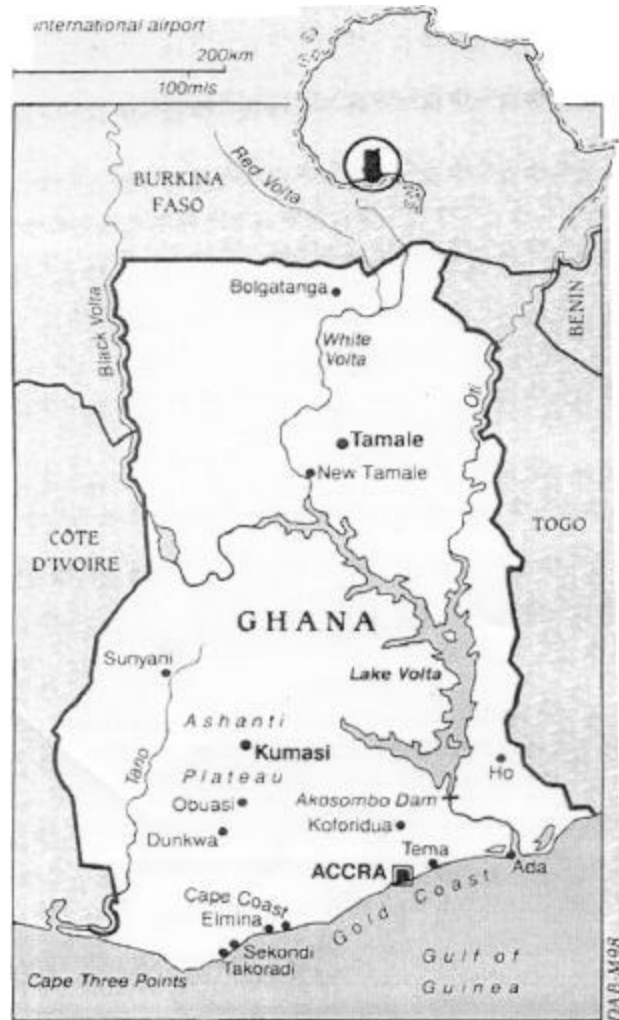 international airport
200km
100mls
BURKINA
FASO
Red Volta
Black Volta
Bolgatanga
White
Volta
BENIN
Oti
Tamale
New Tamale
CÔTE
D'IVOIRE
TOGO
GHANA
Sunyani
Lake Volta
Ashanti
Kumasi
Tano
Plateau
Ho
Obuasi
Akosombo Dam
Koforidua
Dunkwa
Tema
ACCRA
Ada
Cape Coast
Gold Coast
Elmina
Sekondi
Takoradi
Gulf of
Guinea
Cape Three Points
DAB-M98